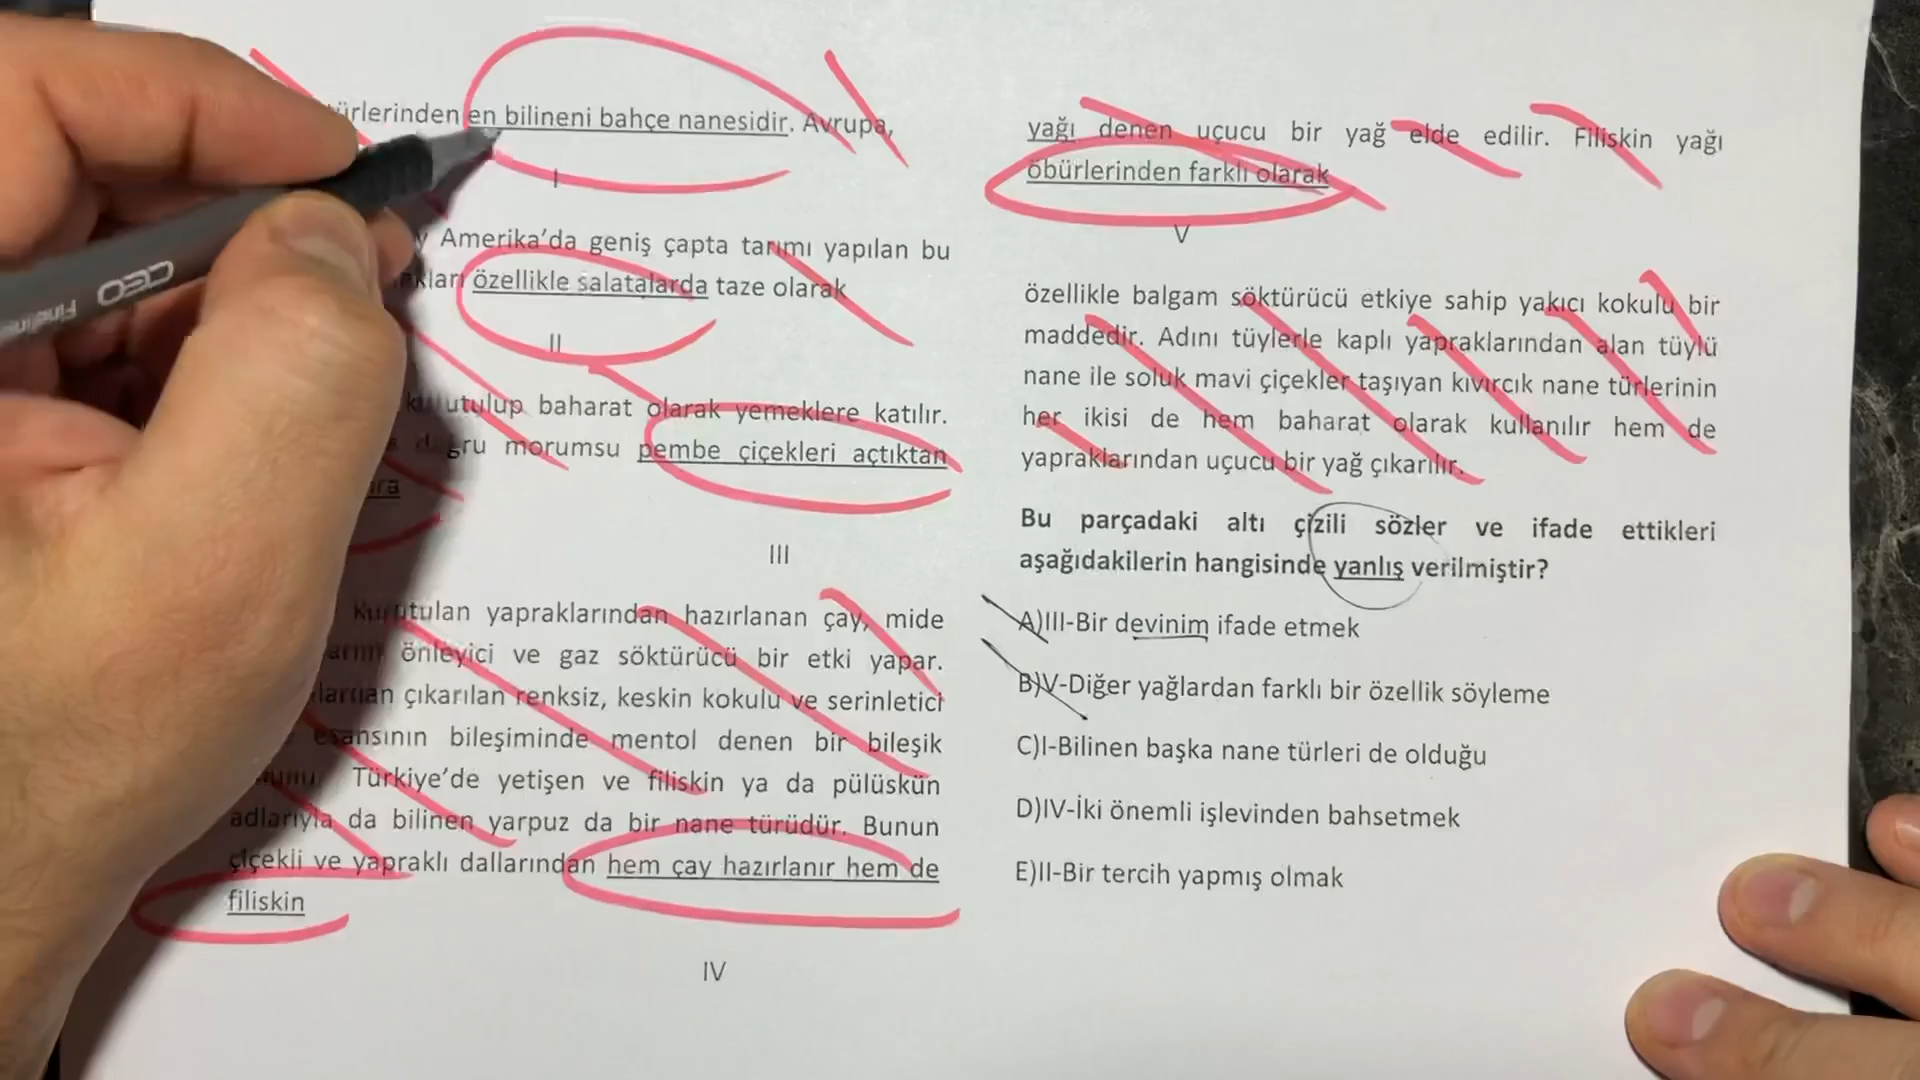 türlerinden en bilineni bahçe nanesidir. Avrupa,
I
Amerika’da geniş çapta tarımı yapılan bu
özellikle salatalarda taze olarak
II
kurutulup baharat olarak yemeklere katılır.
doğru morumsu pembe çiçekleri açtıktan
III
Kurutulan yapraklarından hazırlanan çay, mide
önleyici ve gaz söktürücü bir etki yapar.
çıkarılan renksiz, keskin kokulu ve serinletici
esansının bileşiminde mentol denen bir bileşik
Türkiye’de yetişen ve filiskin ya da pülüskün
adlarıyla da bilinen yarpuz da bir nane türüdür. Bunun
çiçekli ve yapraklı dallarından hem çay hazırlanır hem de
filiskin
IV
yağı denen uçucu bir yağ elde edilir. Filiskin yağı
öbürlerinden farklı olarak
V
özellikle balgam söktürücü etkiye sahip yakıcı kokulu bir
maddedir. Adını tüylerle kaplı yapraklarından alan tüylü
nane ile soluk mavi çiçekler taşıyan kıvırcık nane türlerinin
her ikisi de hem baharat olarak kullanılır hem de
yapraklarından uçucu bir yağ çıkarılır.
Bu parçadaki altı çizili sözler ve ifade ettikleri
aşağıdakilerin hangisinde yanlış verilmiştir?
A)III-Bir devinim ifade etmek
B)V-Diğer yağlardan farklı bir özellik söyleme
C)I-Bilinen başka nane türleri de olduğu
D)IV-İki önemli işlevinden bahsetmek
E)II-Bir tercih yapmış olmak
CEO